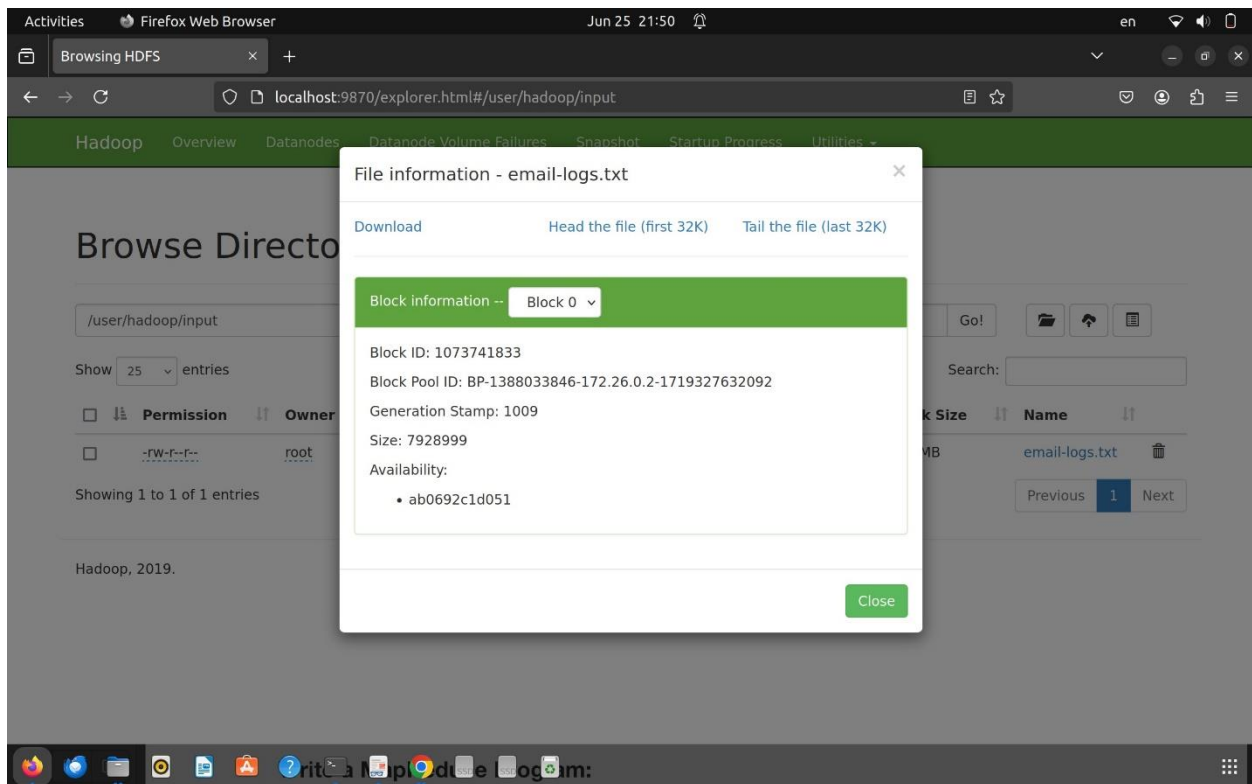 Activities Firefox Web Browser Jun 25 21:50 en
Browsing HDFS
localhost:9870/explorer.html#/user/hadoop/input
Hadoop Overview Datanodes Datanode Volume Failures Snapshot Startup Progress Utilities
File information - email-logs.txt ×
Download Head the file (first 32K) Tail the file (last 32K)
Browse Directo
Block information -- Block 0
/user/hadoop/input Go!
Block ID: 1073741833
Show 25 entries Search:
Block Pool ID: BP-1388033846-172.26.0.2-1719327632092
Permission Owner k Size Name
Generation Stamp: 1009
Size: 7928999
-rw-r--r-- root MB email-logs.txt
Availability:
Showing 1 to 1 of 1 entries Previous 1 Next
• ab0692c1d051
Hadoop, 2019.
Close